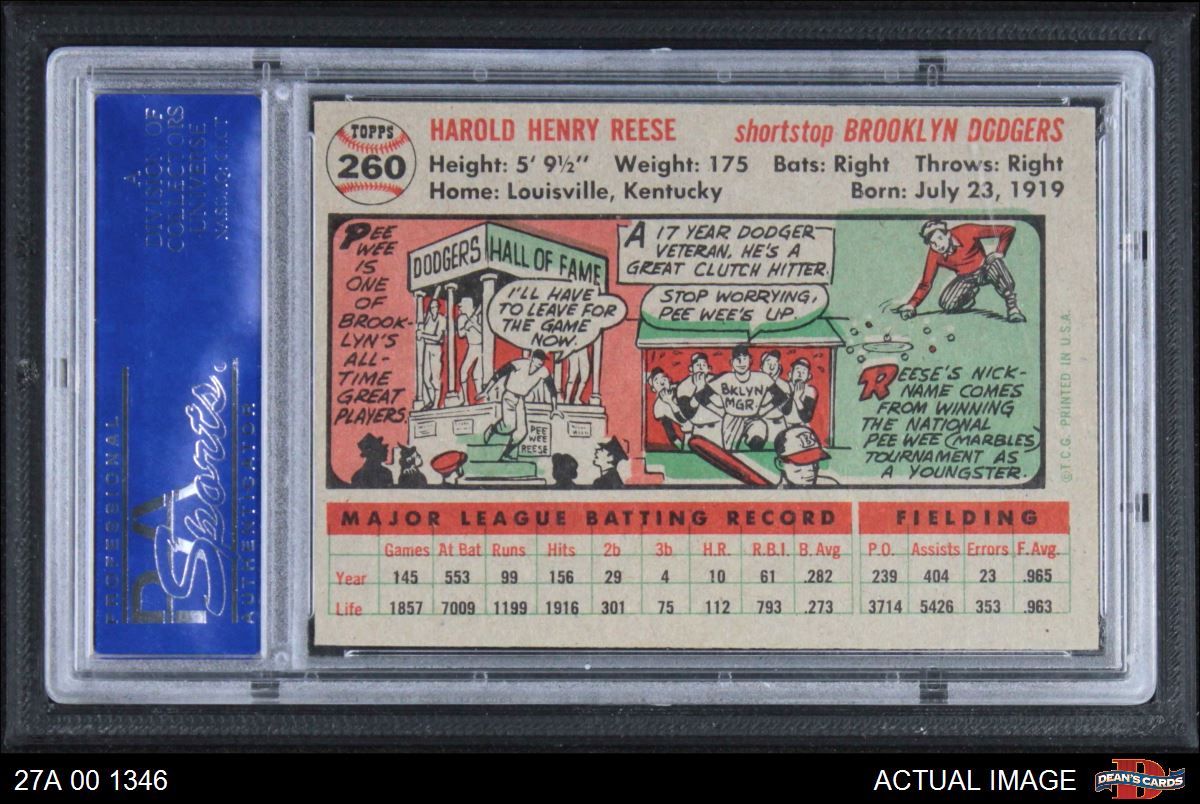 A
DIVISION OF
COLLECTORS
UNIVERSE
NASDAQ: CLCT
PROFESSIONAL
PSA
Sports
AUTHENTICATOR
TOPPS
260
HAROLD HENRY REESE
shortstop BROOKLYN DODGERS
Height: 5' 9½" Weight: 175 Bats: Right Throws: Right
Home: Louisville, Kentucky Born: July 23, 1919
PEE
WEE
IS
ONE
OF
BROOK-
LYN'S
ALL-
TIME
GREAT
PLAYERS.
DODGERS HALL OF FAME
I'LL HAVE
TO LEAVE FOR
THE GAME
NOW.
PEE
WEE
REESE
A 17 YEAR DODGER
VETERAN, HE'S A
GREAT CLUTCH HITTER.
STOP WORRYING,
PEE WEE'S UP.
BKLYN
MGR.
B
REESE'S NICK-
NAME COMES
FROM WINNING
THE NATIONAL
PEE WEE (MARBLES)
TOURNAMENT AS
A YOUNGSTER.
©T.C.G. PRINTED IN U.S.A.
MAJOR LEAGUE BATTING RECORD FIELDING
Games At Bat Runs Hits 2b 3b H.R. R.B.I. B. Avg P.O. Assists Errors F. Avg.
Year 145 553 99 156 29 4 10 61 .282 239 404 23 .965
Life 1857 7009 1199 1916 301 75 112 793 .273 3714 5426 353 .963
27A 00 1346
ACTUAL IMAGE
DEAN'S CARDS